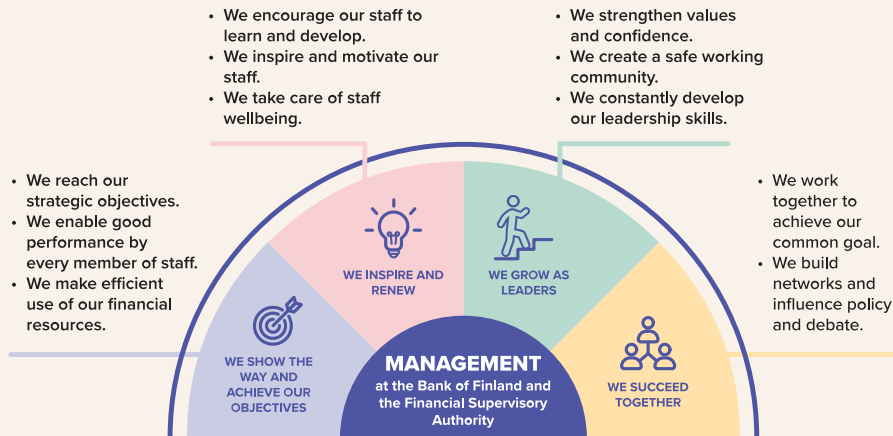 • We encourage our staff to
learn and develop.
• We inspire and motivate our
staff.
• We take care of staff
wellbeing.
• We strengthen values
and confidence.
• We create a safe working
community.
• We constantly develop
our leadership skills.
• We reach our
strategic objectives.
• We enable good
performance by
every member of staff.
• We make efficient
use of our financial
resources.
• We work
together to
achieve our
common goal.
• We build
networks and
influence policy
and debate.
WE SHOW THE
WAY AND
ACHIEVE OUR
OBJECTIVES
WE INSPIRE AND
RENEW
WE GROW AS
LEADERS
WE SUCCEED
TOGETHER
MANAGEMENT
at the Bank of Finland and
the Financial Supervisory
Authority